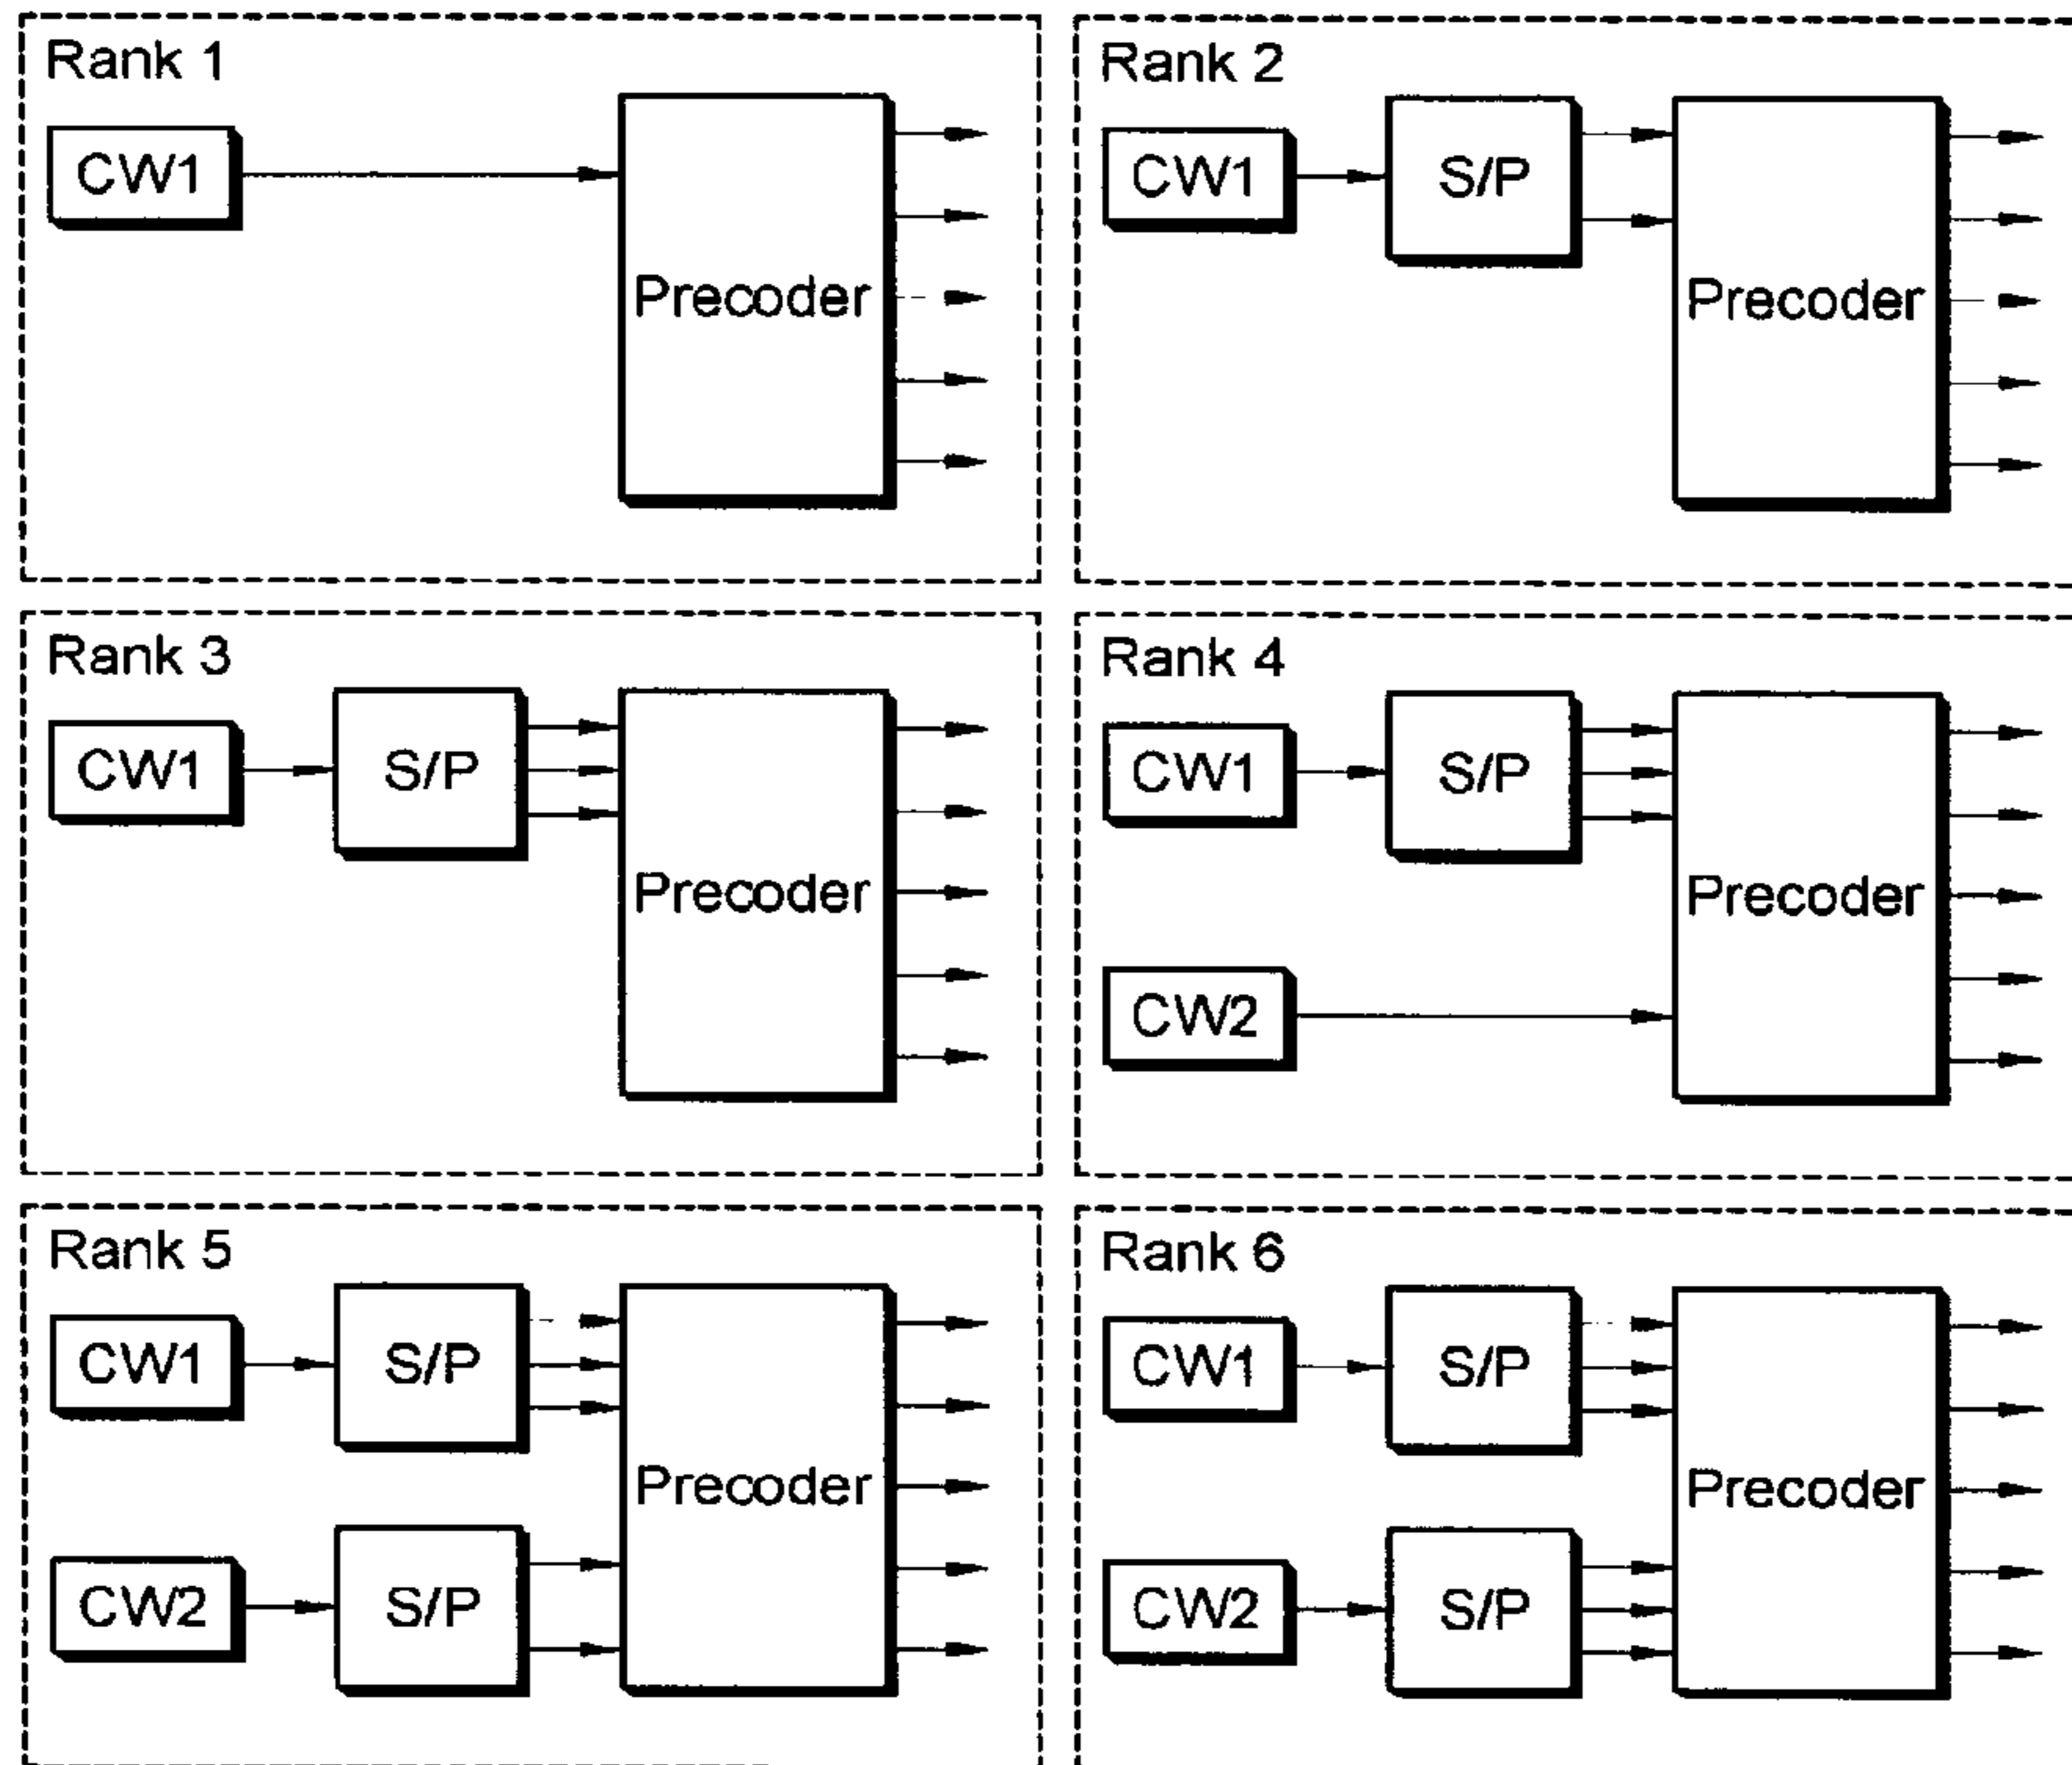 Rank 1
CW1
Precoder
Rank 2
CW1
S/P
Precoder
Rank 3
CW1
S/P
Precoder
Rank 4
CW1
S/P
Precoder
CW2
Rank 5
CW1
S/P
Precoder
CW2
S/P
Rank 6
CW1
S/P
Precoder
CW2
S/P